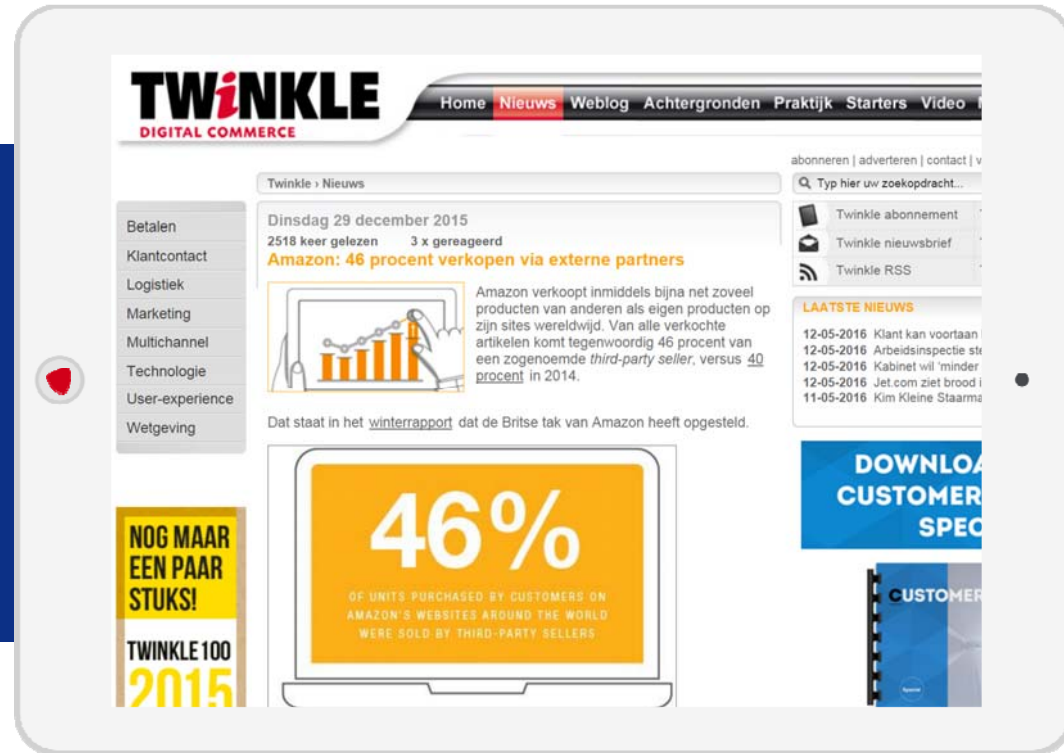 TWiNKLE
DIGITAL COMMERCE
Home Nieuws Weblog Achtergronden Praktijk Starters Video
abonneren | adverteren | contact | v
Twinkle › Nieuws
Typ hier uw zoekopdracht...
Betalen
Klantcontact
Logistiek
Marketing
Multichannel
Technologie
User-experience
Wetgeving
Dinsdag 29 december 2015
2518 keer gelezen 3 x gereageerd
Amazon: 46 procent verkopen via externe partners
Amazon verkoopt inmiddels bijna net zoveel
producten van anderen als eigen producten op
zijn sites wereldwijd. Van alle verkochte
artikelen komt tegenwoordig 46 procent van
een zogenoemde third-party seller, versus 40
procent in 2014.
Dat staat in het winterrapport dat de Britse tak van Amazon heeft opgesteld.
46%
OF UNITS PURCHASED BY CUSTOMERS ON
AMAZON'S WEBSITES AROUND THE WORLD
WERE SOLD BY THIRD-PARTY SELLERS
Twinkle abonnement
Twinkle nieuwsbrief
Twinkle RSS
LAATSTE NIEUWS
12-05-2016 Klant kan voortaan
12-05-2016 Arbeidsinspectie ste
12-05-2016 Kabinet wil 'minder
12-05-2016 Jet.com ziet brood i
11-05-2016 Kim Kleine Staarma
DOWNLOA
CUSTOMER
SPEC
CUSTOMER
Special
NOG MAAR
EEN PAAR
STUKS!
TWINKLE100
2015